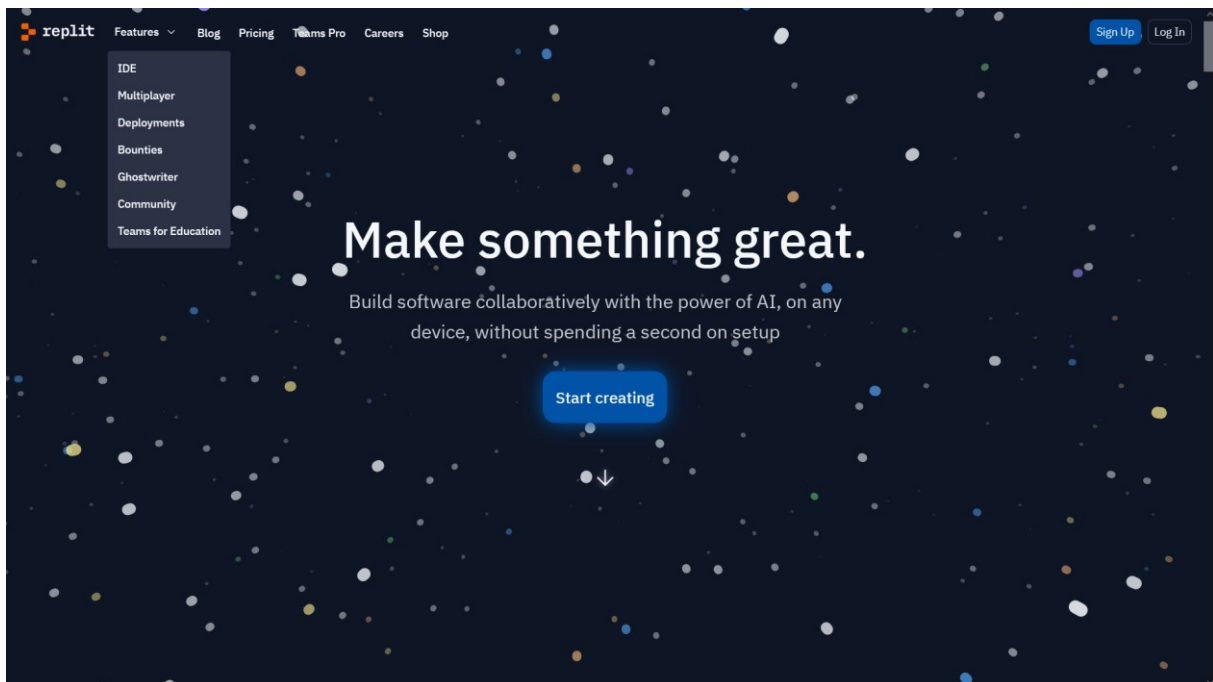 replit Features Blog Pricing Teams Pro Careers Shop Sign Up Log In
IDE
Multiplayer
Deployments
Bounties
Ghostwriter
Community
Teams for Education
Make something great.
Build software collaboratively with the power of AI, on any
device, without spending a second on setup
Start creating